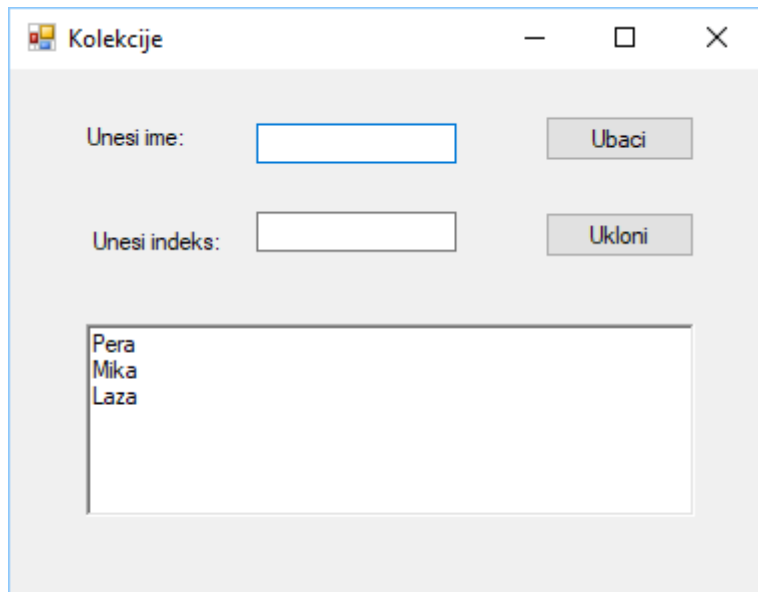 Kolekcije
Unesi ime:
Ubaci
Unesi indeks:
Ukloni
Pera
Mika
Laza